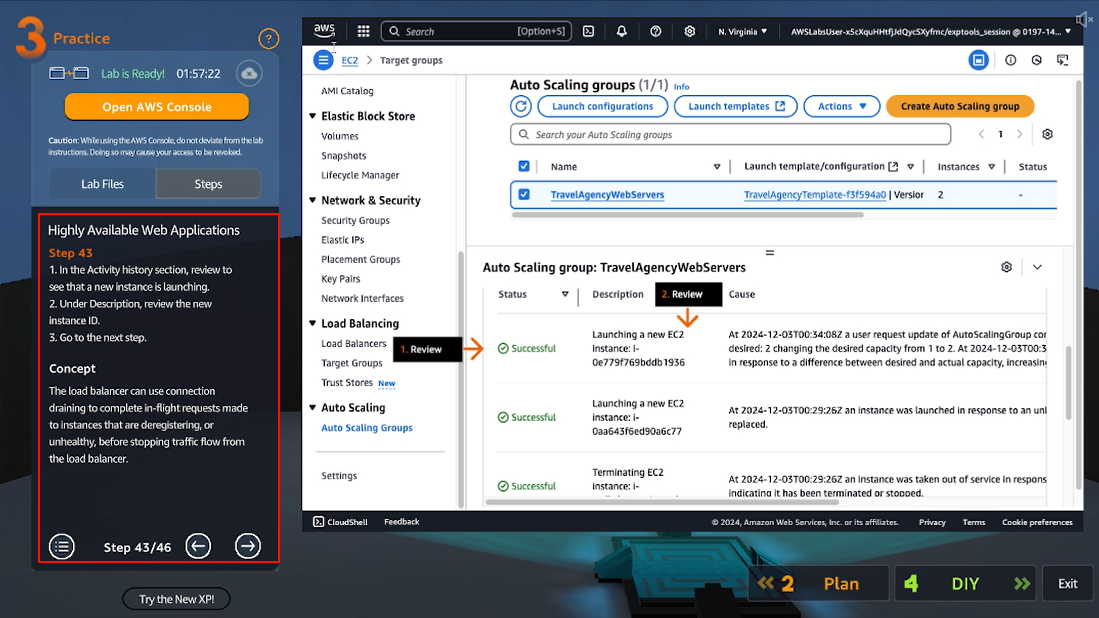 3 Practice
?
Lab is Ready! 01:57:22
Open AWS Console
Caution: While using the AWS Console, do not deviate from the lab
instructions. Doing so may cause your access to be revoked.
Lab Files
Steps
Highly Available Web Applications
Step 43
1. In the Activity history section, review to
see that a new instance is launching.
2. Under Description, review the new
instance ID.
3. Go to the next step.
Concept
The load balancer can use connection
draining to complete in-flight requests made
to instances that are deregistering, or
unhealthy, before stopping traffic flow from
the load balancer.
Step 43/46
Try the New XP!
aws
Search [Option+S]
N. Virginia
AWSLabsUser-x5cXquHHtfJdQycSXyfmc/exptools_session @ 0197-14...
EC2 > Target groups
AMI Catalog
Elastic Block Store
Volumes
Snapshots
Lifecycle Manager
Network & Security
Security Groups
Elastic IPs
Placement Groups
Key Pairs
Network Interfaces
Load Balancing
Load Balancers
Target Groups
Trust Stores New
Auto Scaling
Auto Scaling Groups
Settings
Auto Scaling groups (1/1) Info
Launch configurations
Launch templates
Actions
Create Auto Scaling group
Search your Auto Scaling groups
1
Name
Launch template/configuration
Instances
Status
TravelAgencyWebServers
TravelAgencyTemplate-f3f594a0 | Version
2
-
Auto Scaling group: TravelAgencyWebServers
Status
Description
2. Review
Cause
1. Review
Successful
Launching a new EC2
instance: i-
0e779f769bddb1936
At 2024-12-03T00:34:08Z a user request update of AutoScalingGroup con
desired: 2 changing the desired capacity from 1 to 2. At 2024-12-03T00:3
in response to a difference between desired and actual capacity, increasing
Successful
Launching a new EC2
instance: i-
0aa643f6ed90a6c77
At 2024-12-03T00:29:26Z an instance was launched in response to an unl
replaced.
Successful
Terminating EC2
instance: i-
At 2024-12-03T00:29:26Z an instance was taken out of service in respons
indicating it has been terminated or stopped.
CloudShell
Feedback
© 2024, Amazon Web Services, Inc. or its affiliates.
Privacy
Terms
Cookie preferences
2 Plan
4 DIY
Exit